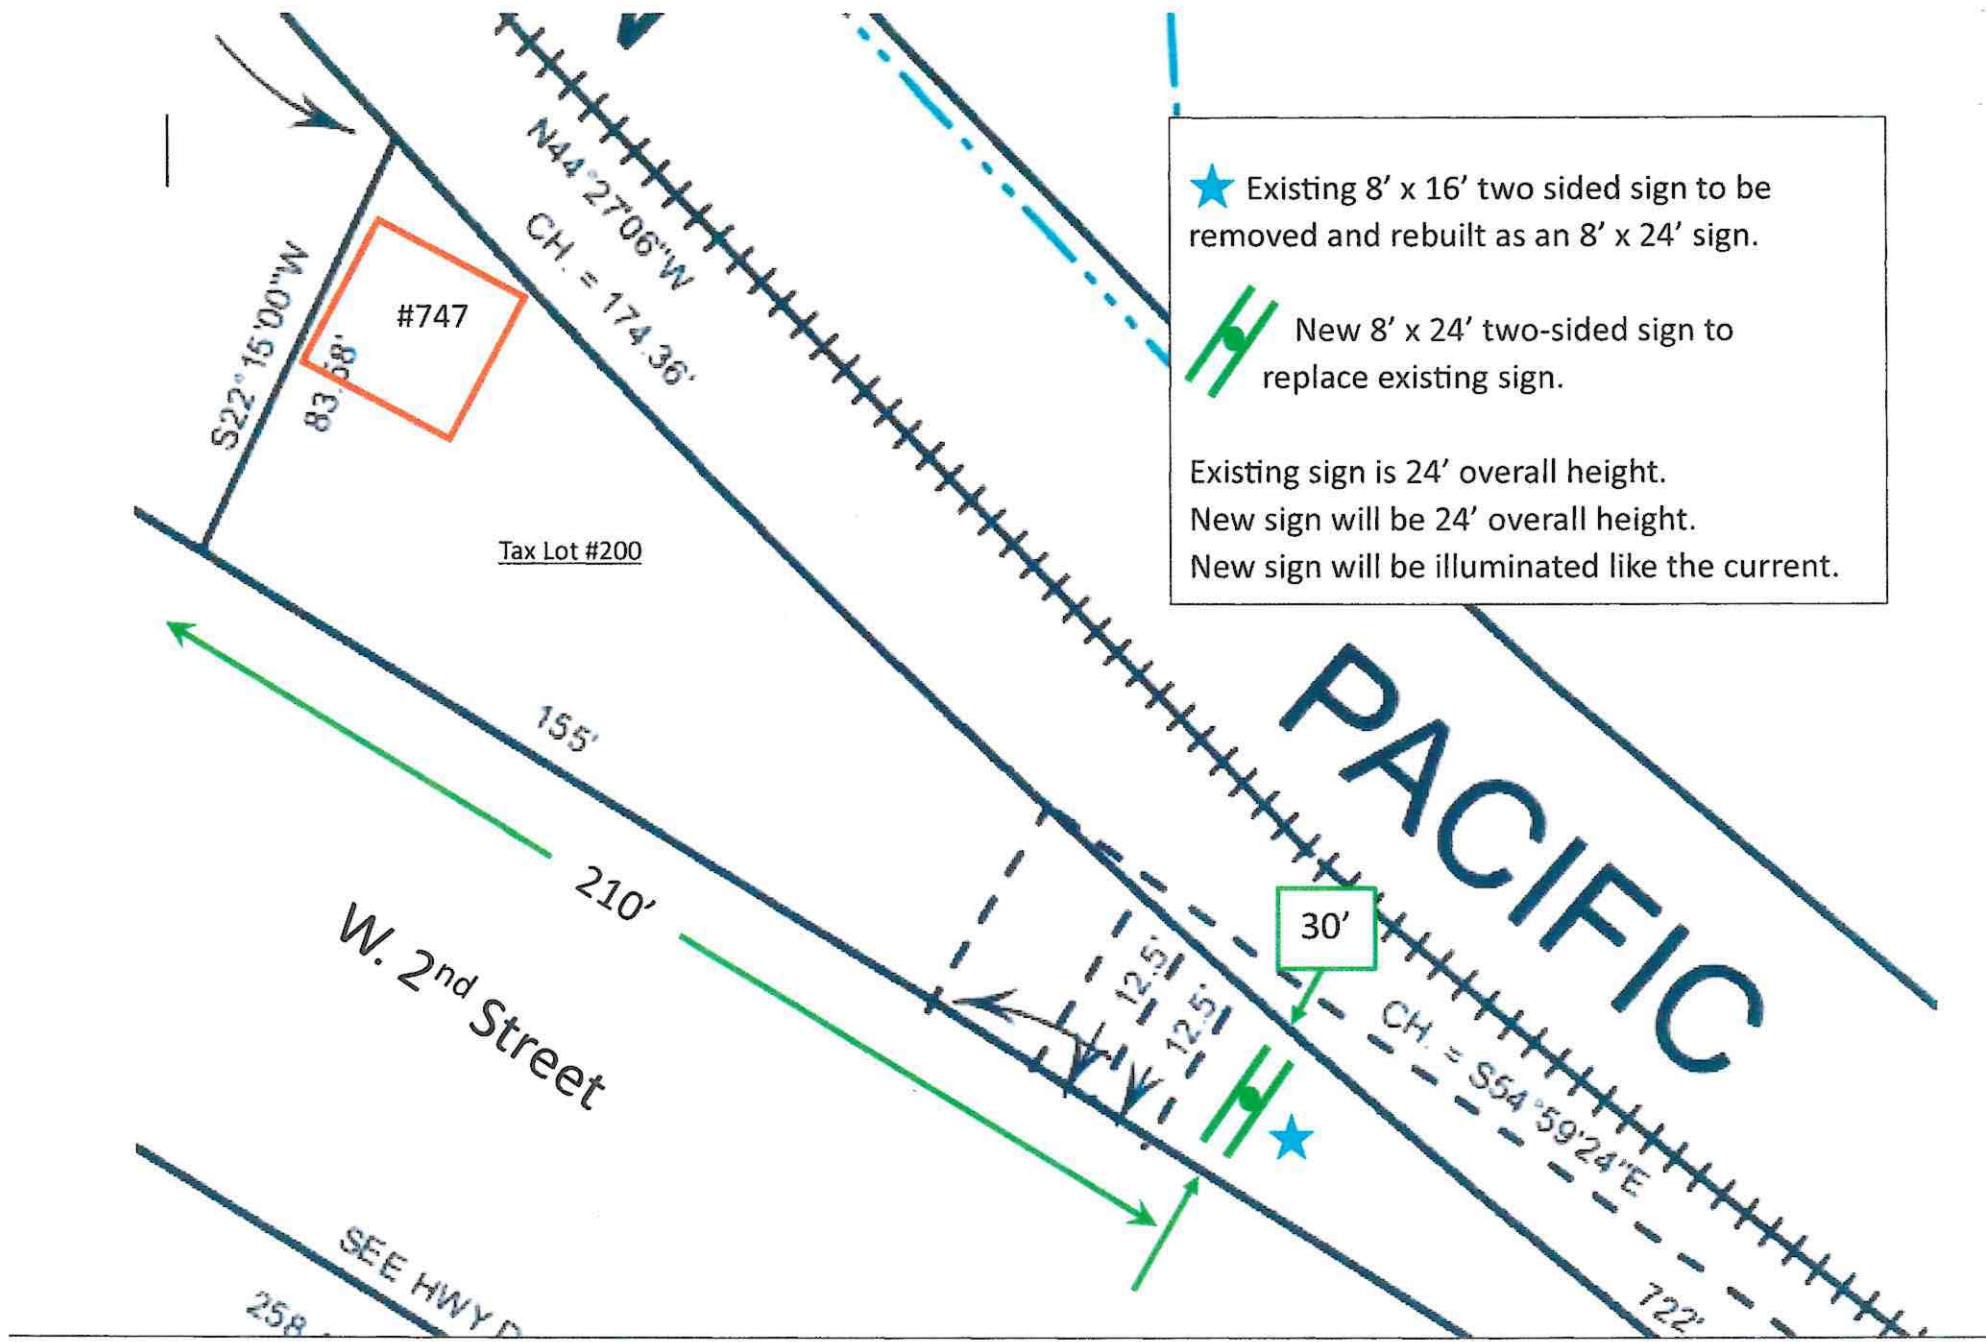 N44°27'06"W
CH. = 174.36'
S22°15'00"W
83.58'
#747
Tax Lot #200
Existing 8’ x 16’ two sided sign to be
removed and rebuilt as an 8’ x 24’ sign.
New 8’ x 24’ two-sided sign to
replace existing sign.
Existing sign is 24’ overall height.
New sign will be 24’ overall height.
New sign will be illuminated like the current.
PACIFIC
155'
210’
W. 2nd Street
30’
12.5'
12.5'
CH. = S54°59'24"E
722'
SEE HWY
258